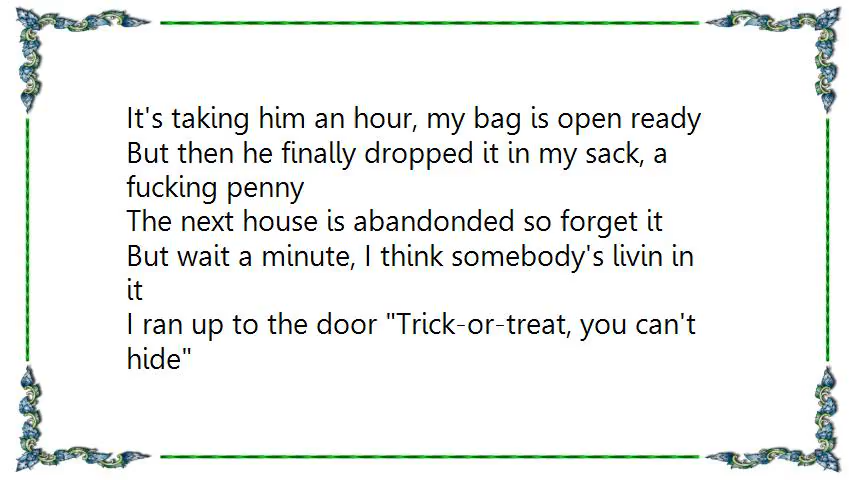 It's taking him an hour, my bag is open ready
But then he finally dropped it in my sack, a
fucking penny
The next house is abandonded so forget it
But wait a minute, I think somebody's livin in
it
I ran up to the door "Trick-or-treat, you can't
hide"